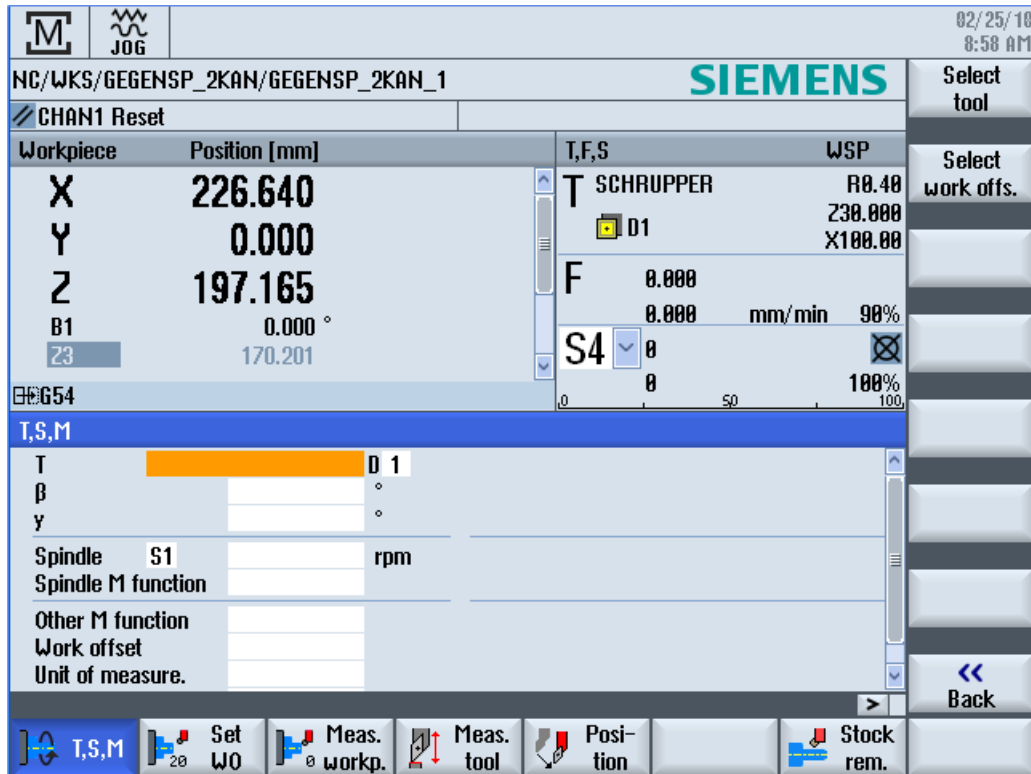 M
JOG
02/25/10
8:58 AM
NC/WKS/GEGENSP_2KAN/GEGENSP_2KAN_1
SIEMENS
CHAN1 Reset
Workpiece Position [mm]
X 226.640
Y 0.000
Z 197.165
B1 0.000 °
Z3 170.201
G54
T,F,S WSP
T SCHRUPPER R0.40
D1 Z30.000
X100.00
F 0.000
0.000 mm/min 90%
S4 0
0 100%
0 50 100
T,S,M
T D 1
β °
γ °
Spindle S1 rpm
Spindle M function
Other M function
Work offset
Unit of measure.
Select
tool
Select
work offs.
<<
Back
>
T,S,M
Set
WO
20
Meas.
workp.
0
Meas.
tool
Posi-
tion
Stock
rem.